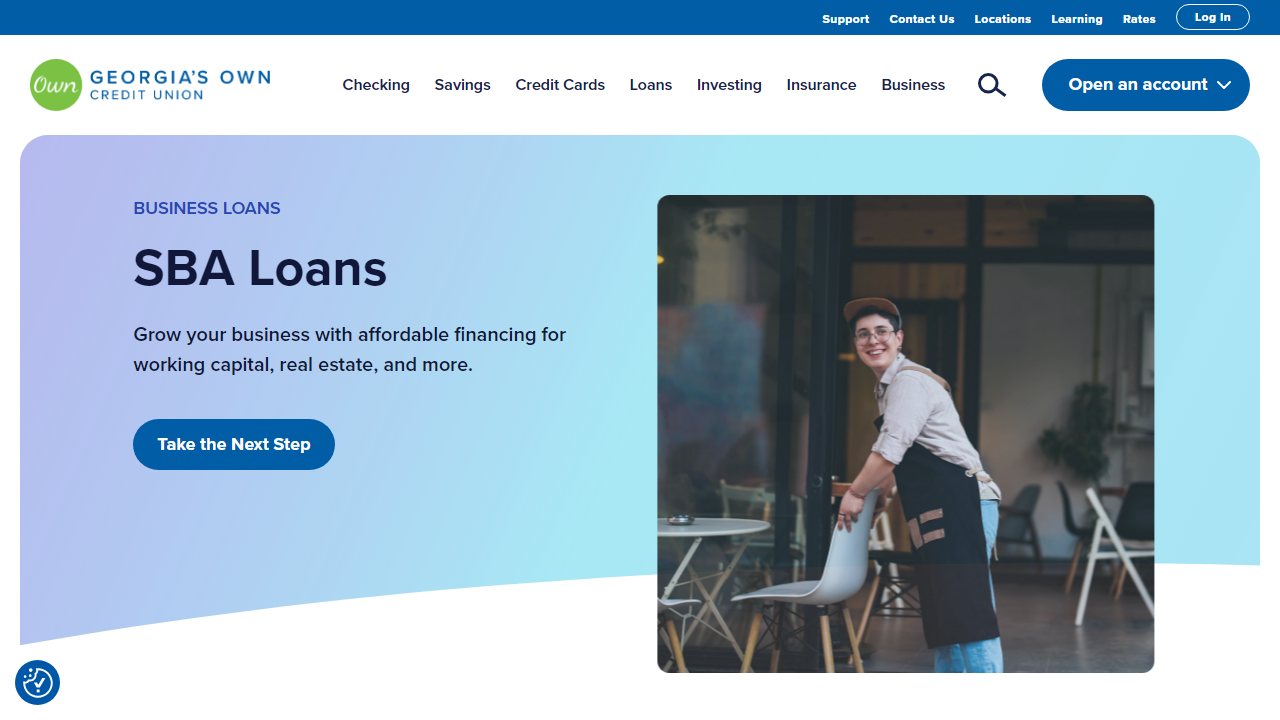 Support Contact Us Locations Learning Rates Log In
Own GEORGIA'S OWN
CREDIT UNION
Checking Savings Credit Cards Loans Investing Insurance Business Open an account
BUSINESS LOANS
SBA Loans
Grow your business with affordable financing for
working capital, real estate, and more.
Take the Next Step